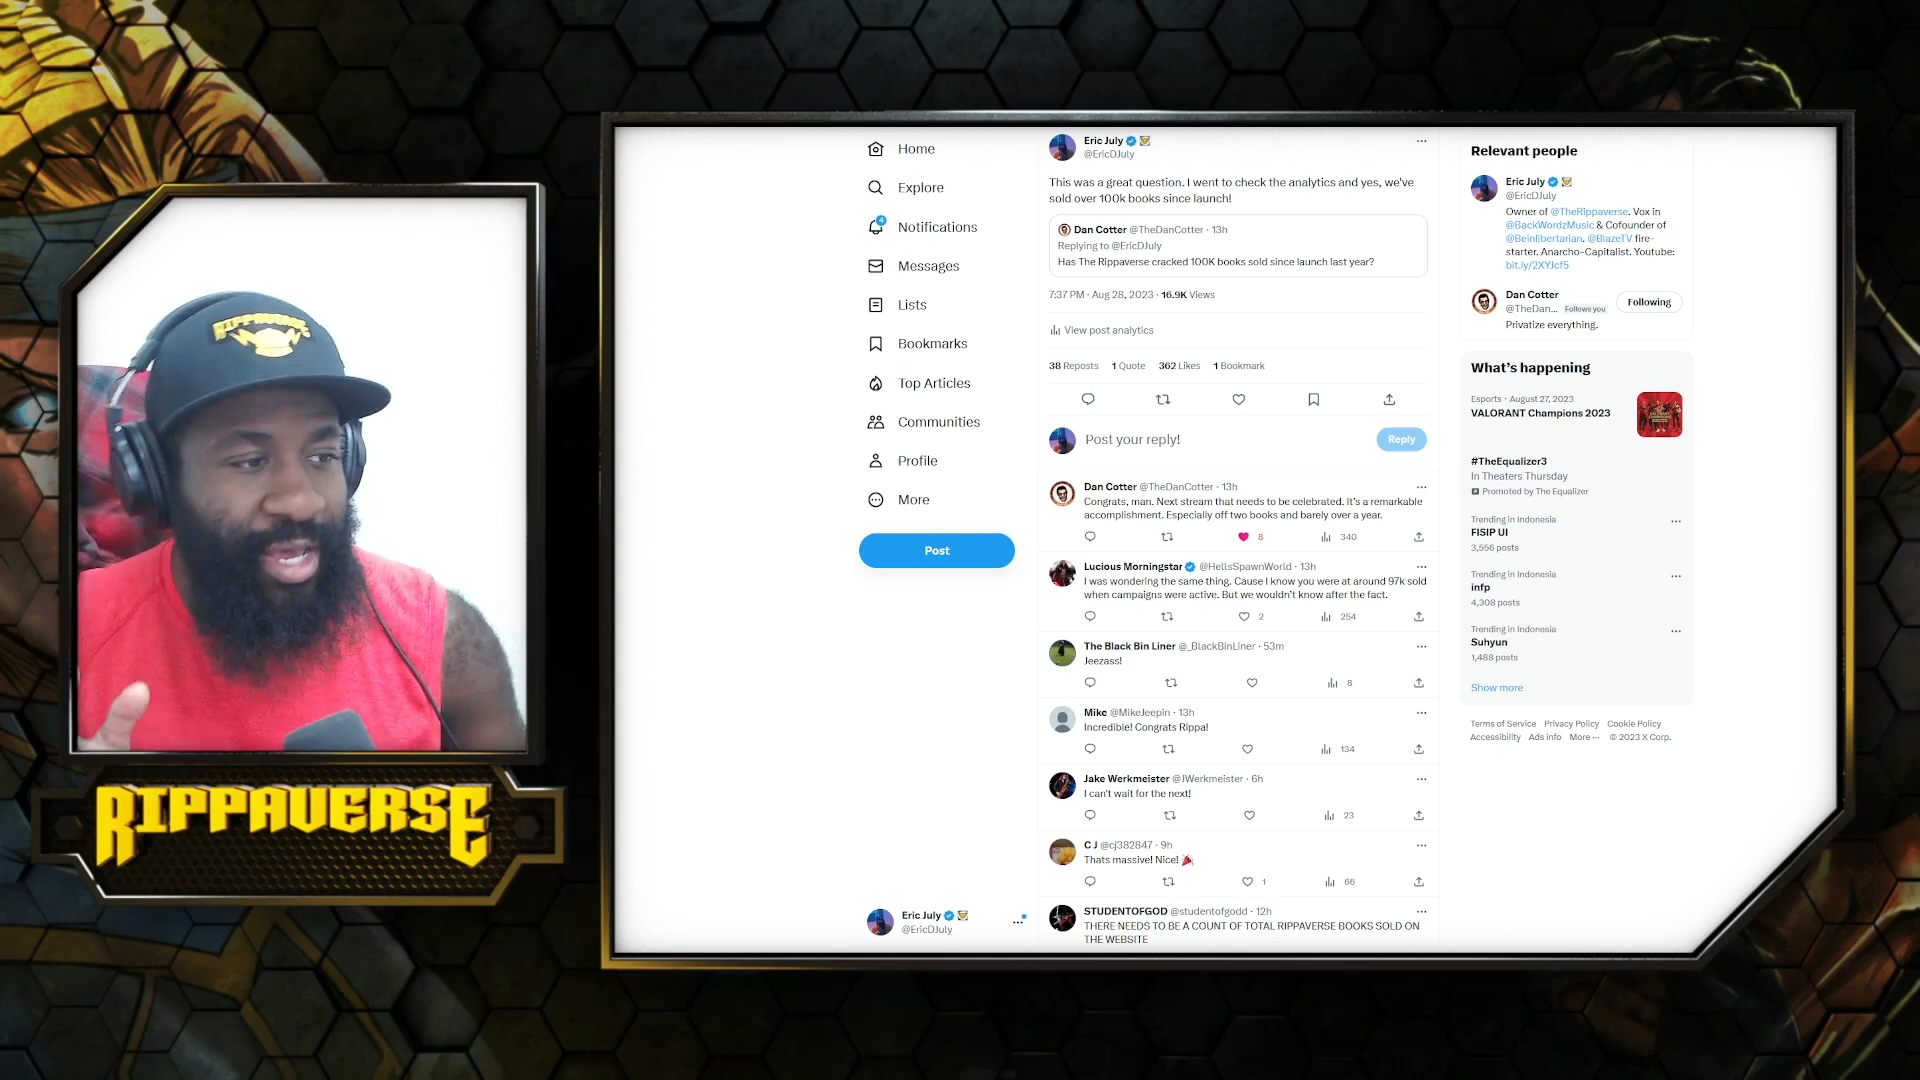 RIPPAVERSE
RIPPAVERSE
Home
Explore
4
Notifications
Messages
Lists
Bookmarks
Top Articles
Communities
Profile
More
Post
Eric July
@EricDJuly
Eric July
@EricDJuly
This was a great question. I went to check the analytics and yes, we've
sold over 100k books since launch!
Dan Cotter @TheDanCotter · 13h
Replying to @EricDJuly
Has The Rippaverse cracked 100K books sold since launch last year?
7:37 PM · Aug 28, 2023 · 16.9K Views
View post analytics
38 Reposts 1 Quote 362 Likes 1 Bookmark
Post your reply!
Reply
Dan Cotter @TheDanCotter · 13h
Congrats, man. Next stream that needs to be celebrated. It's a remarkable
accomplishment. Especially off two books and barely over a year.
8 340
Lucious Morningstar @HellsSpawnWorld · 13h
I was wondering the same thing. Cause I know you were at around 97k sold
when campaigns were active. But we wouldn't know after the fact.
2 254
The Black Bin Liner @_BlackBinLiner · 53m
Jeezass!
8
Mike @MikeJeepin · 13h
Incredible! Congrats Rippa!
134
Jake Werkmeister @JWerkmeister · 6h
I can't wait for the next!
23
C J @cj382847 · 9h
Thats massive! Nice! 🎉
1 66
STUDENTOFGOD @studentofgodd · 12h
THERE NEEDS TO BE A COUNT OF TOTAL RIPPAVERSE BOOKS SOLD ON
THE WEBSITE
Relevant people
Eric July
@EricDJuly
Owner of @TheRippaverse. Vox in
@BackWordzMusic & Cofounder of
@Beinlibertarian. @BlazeTV fire-
starter. Anarcho-Capitalist. Youtube:
bit.ly/2XYJcf5
Dan Cotter
@TheDan... Follows you
Following
Privatize everything.
What's happening
Esports · August 27, 2023
VALORANT Champions 2023
#TheEqualizer3
In Theaters Thursday
Promoted by The Equalizer
Trending in Indonesia
FISIP UI
3,556 posts
Trending in Indonesia
infp
4,308 posts
Trending in Indonesia
Suhyun
1,488 posts
Show more
Terms of Service Privacy Policy Cookie Policy
Accessibility Ads info More ··· © 2023 X Corp.